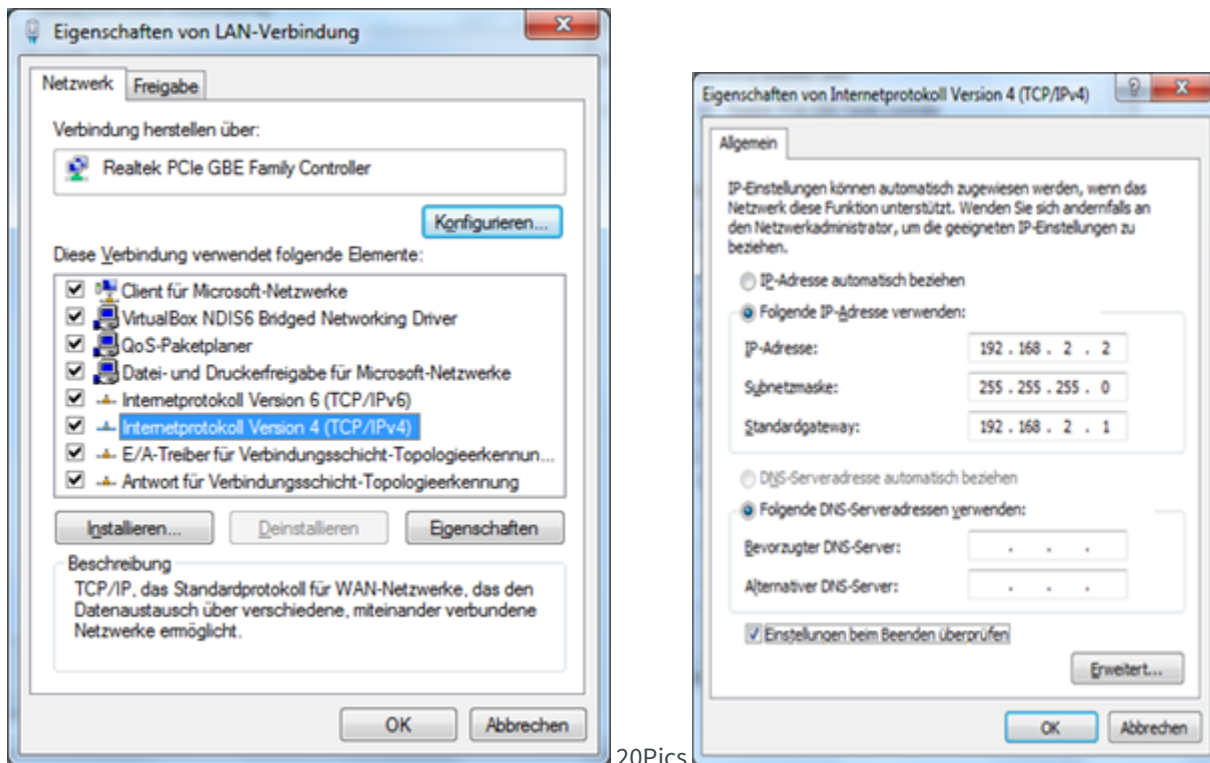 Eigenschaften von LAN-Verbindung
Netzwerk Freigabe
Verbindung herstellen über:
Realtek PCIe GBE Family Controller
Konfigurieren...
Diese Verbindung verwendet folgende Elemente:
Client für Microsoft-Netzwerke
VirtualBox NDIS6 Bridged Networking Driver
QoS-Paketplaner
Datei- und Druckerfreigabe für Microsoft-Netzwerke
Internetprotokoll Version 6 (TCP/IPv6)
Internetprotokoll Version 4 (TCP/IPv4)
E/A-Treiber für Verbindungsschicht-Topologieerkennun...
Antwort für Verbindungsschicht-Topologieerkennung
Installieren... Deinstallieren Eigenschaften
Beschreibung
TCP/IP, das Standardprotokoll für WAN-Netzwerke, das den
Datenaustausch über verschiedene, miteinander verbundene
Netzwerke ermöglicht.
OK Abbrechen
20Pics
Eigenschaften von Internetprotokoll Version 4 (TCP/IPv4)
Allgemein
IP-Einstellungen können automatisch zugewiesen werden, wenn das
Netzwerk diese Funktion unterstützt. Wenden Sie sich andernfalls an
den Netzwerkadministrator, um die geeigneten IP-Einstellungen zu
beziehen.
IP-Adresse automatisch beziehen
Folgende IP-Adresse verwenden:
IP-Adresse: 192 . 168 . 2 . 2
Subnetzmaske: 255 . 255 . 255 . 0
Standardgateway: 192 . 168 . 2 . 1
DNS-Serveradresse automatisch beziehen
Folgende DNS-Serveradressen verwenden:
Bevorzugter DNS-Server: . . .
Alternativer DNS-Server: . . .
Einstellungen beim Beenden überprüfen
Erweitert...
OK Abbrechen